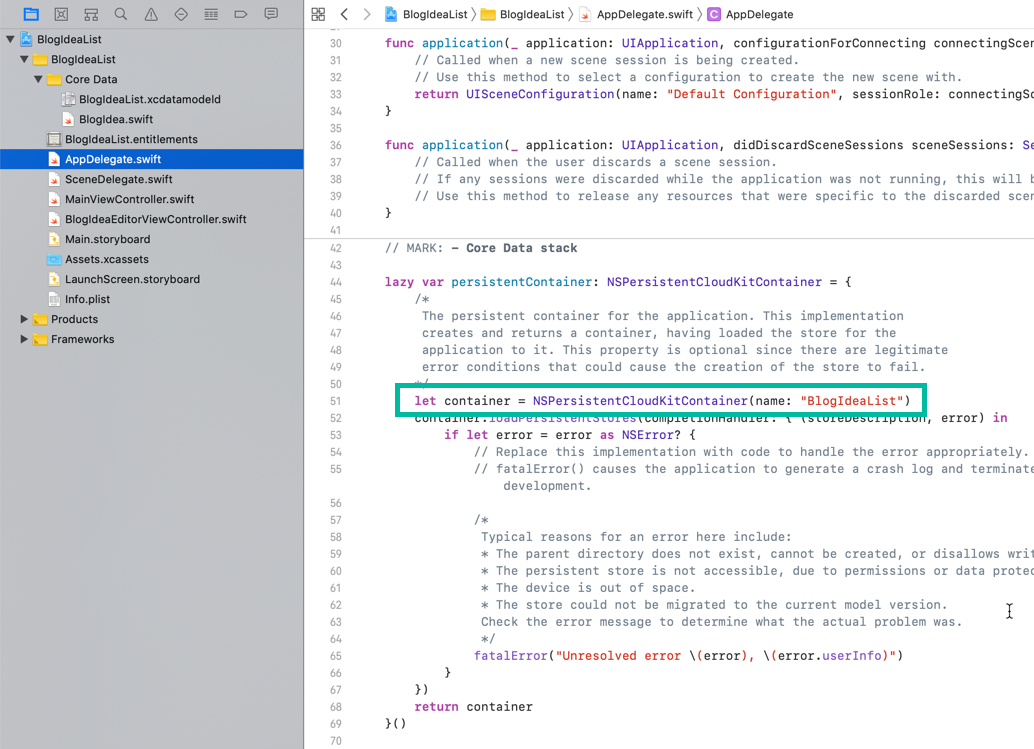 BlogIdeaList
BlogIdeaList
Core Data
BlogIdeaList.xcdatamodeld
BlogIdea.swift
BlogIdeaList.entitlements
AppDelegate.swift
SceneDelegate.swift
MainViewController.swift
BlogIdeaEditorViewController.swift
Main.storyboard
Assets.xcassets
LaunchScreen.storyboard
Info.plist
Products
Frameworks
BlogIdeaList 〉 BlogIdeaList 〉 AppDelegate.swift 〉 C AppDelegate
30 func application(_ application: UIApplication, configurationForConnecting connectingSce
31 // Called when a new scene session is being created.
32 // Use this method to select a configuration to create the new scene with.
33 return UISceneConfiguration(name: "Default Configuration", sessionRole: connectingSc
34 }
35
36 func application(_ application: UIApplication, didDiscardSceneSessions sceneSessions: Se
37 // Called when the user discards a scene session.
38 // If any sessions were discarded while the application was not running, this will b
39 // Use this method to release any resources that were specific to the discarded scen
40 }
41
42 // MARK: - Core Data stack
43
44 lazy var persistentContainer: NSPersistentCloudKitContainer = {
45 /*
46 The persistent container for the application. This implementation
47 creates and returns a container, having loaded the store for the
48 application to it. This property is optional since there are legitimate
49 error conditions that could cause the creation of the store to fail.
50 */
51 let container = NSPersistentCloudKitContainer(name: "BlogIdeaList")
52 container.loadPersistentStores(completionHandler: { (storeDescription, error) in
53 if let error = error as NSError? {
54 // Replace this implementation with code to handle the error appropriately.
55 // fatalError() causes the application to generate a crash log and terminate
development.
56
57 /*
58 Typical reasons for an error here include:
59 * The parent directory does not exist, cannot be created, or disallows writ
60 * The persistent store is not accessible, due to permissions or data protec
61 * The device is out of space.
62 * The store could not be migrated to the current model version.
63 Check the error message to determine what the actual problem was.
64 */
65 fatalError("Unresolved error \(error), \(error.userInfo)")
66 }
67 })
68 return container
69 }()
70